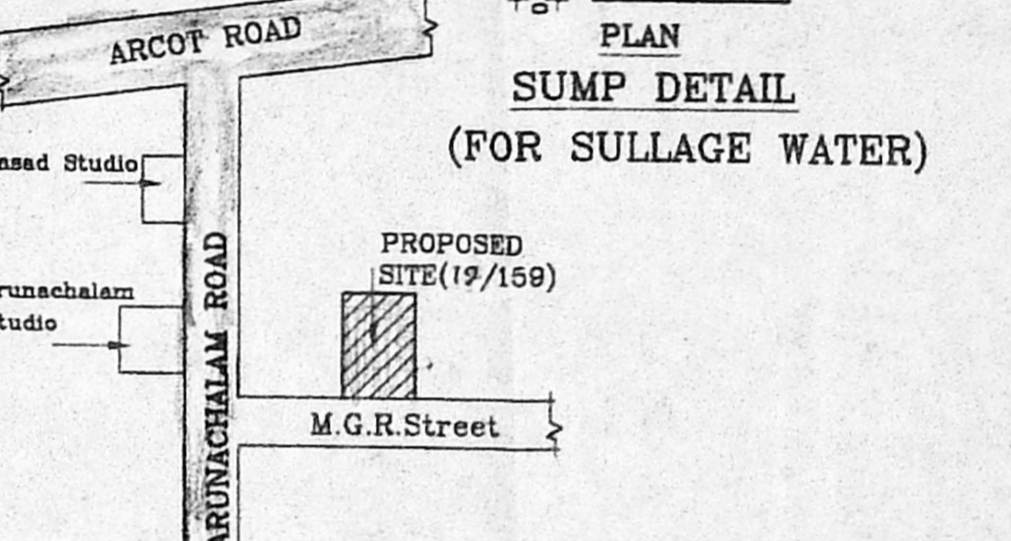 ARCOT ROAD
PLAN
SUMP DETAIL
(FOR SULLAGE WATER)
asad Studio
PROPOSED
SITE(19/159)
runachalam
tudio
ARUNACHALAM ROAD
M.G.R.Street